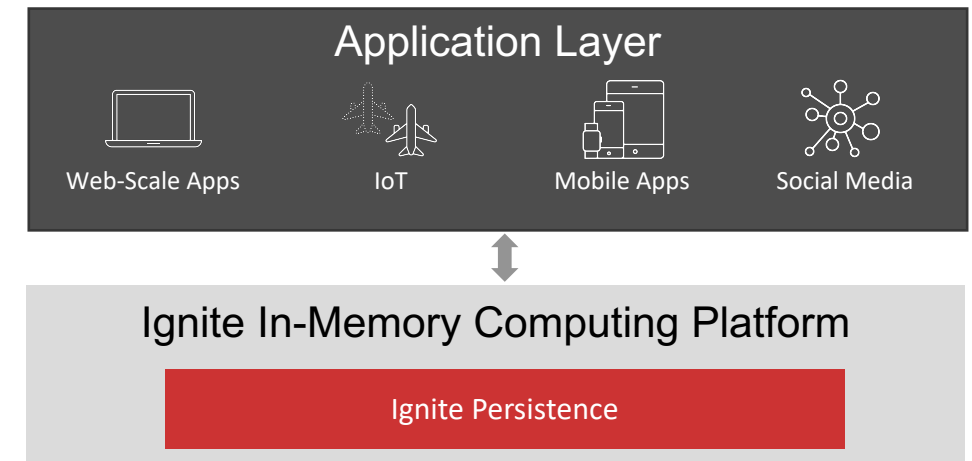 Application Layer
Web-Scale Apps
IoT
Mobile Apps
Social Media
Ignite In-Memory Computing Platform
Ignite Persistence